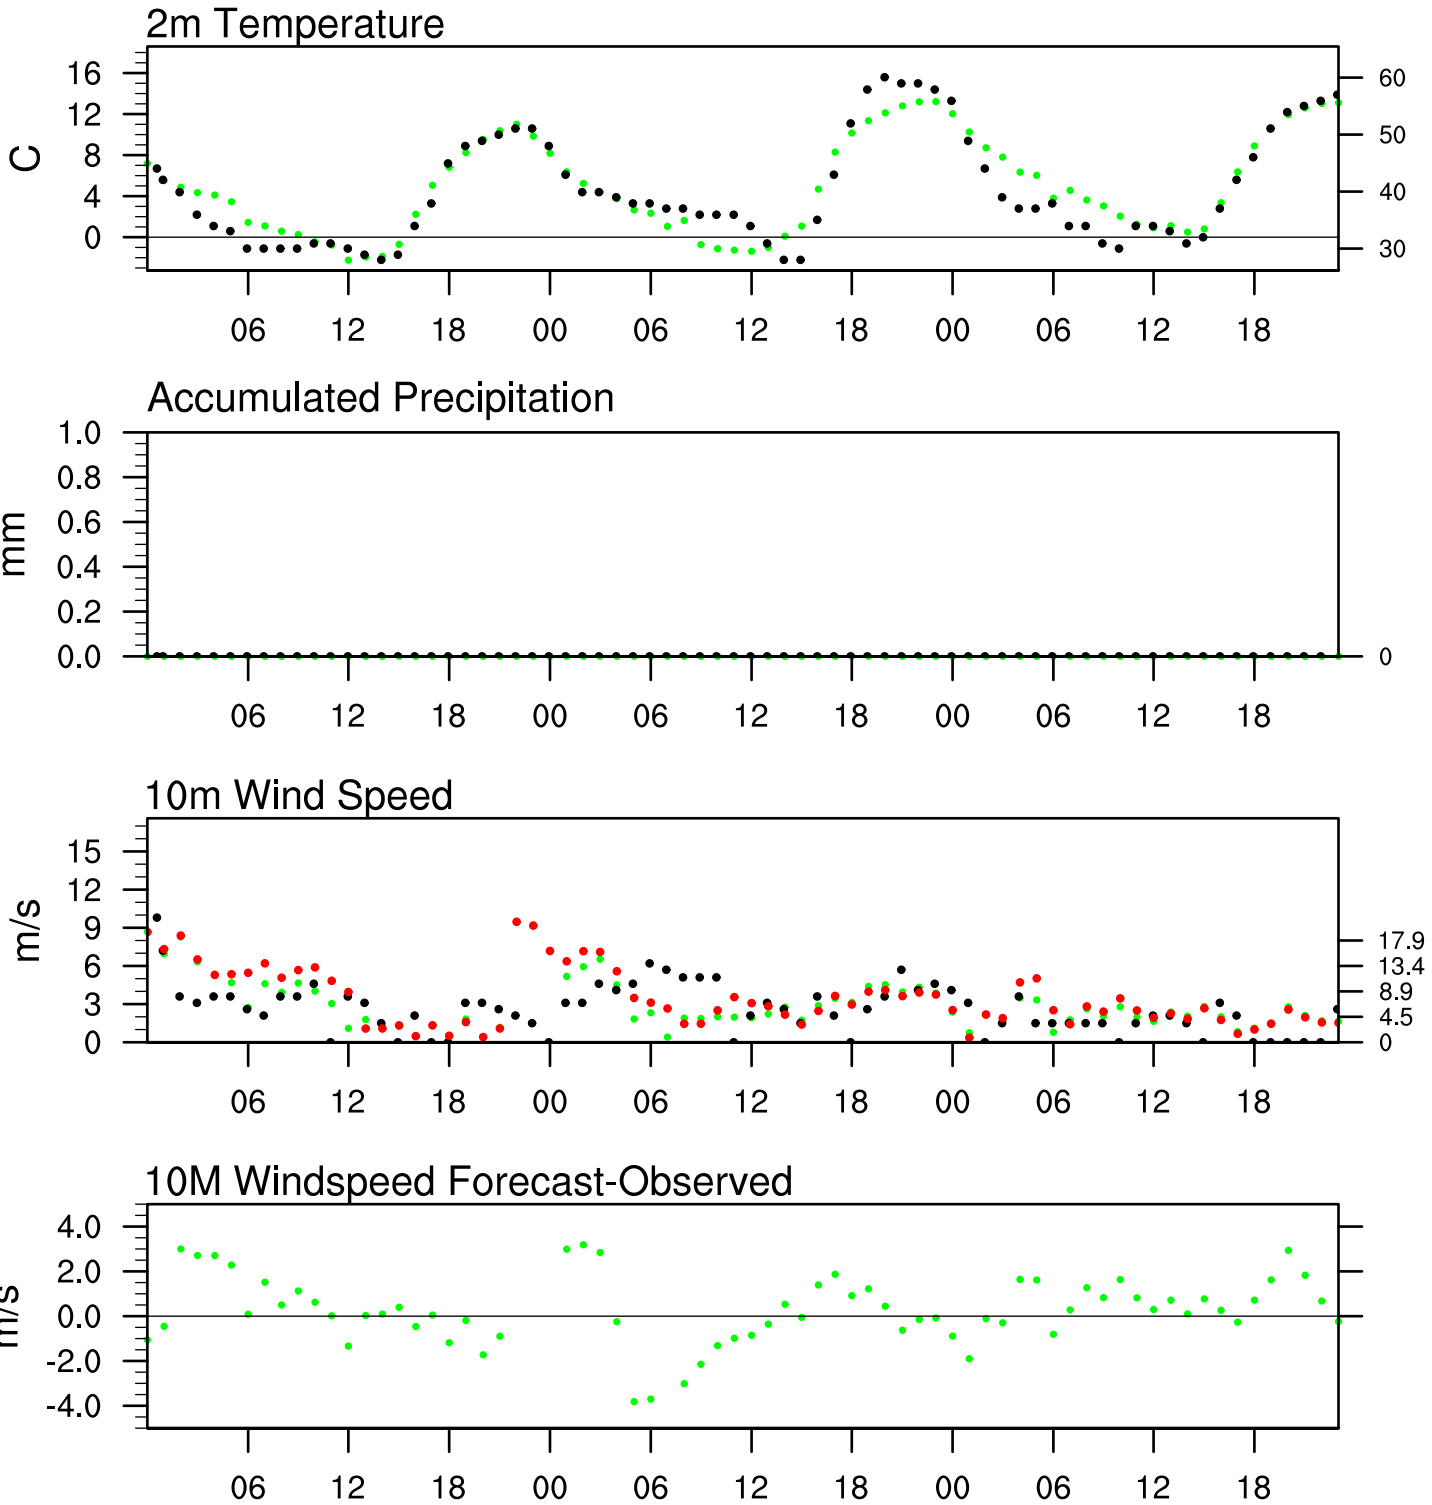 2m Temperature
16
12
8
4
0
C
60
50
40
30
06 12 18 00 06 12 18 00 06 12 18
Accumulated Precipitation
1.0
0.8
0.6
0.4
0.2
0.0
mm
0
06 12 18 00 06 12 18 00 06 12 18
10m Wind Speed
15
12
9
6
3
0
m/s
17.9
13.4
8.9
4.5
0
06 12 18 00 06 12 18 00 06 12 18
10M Windspeed Forecast-Observed
4.0
2.0
0.0
-2.0
-4.0
m/s
06 12 18 00 06 12 18 00 06 12 18